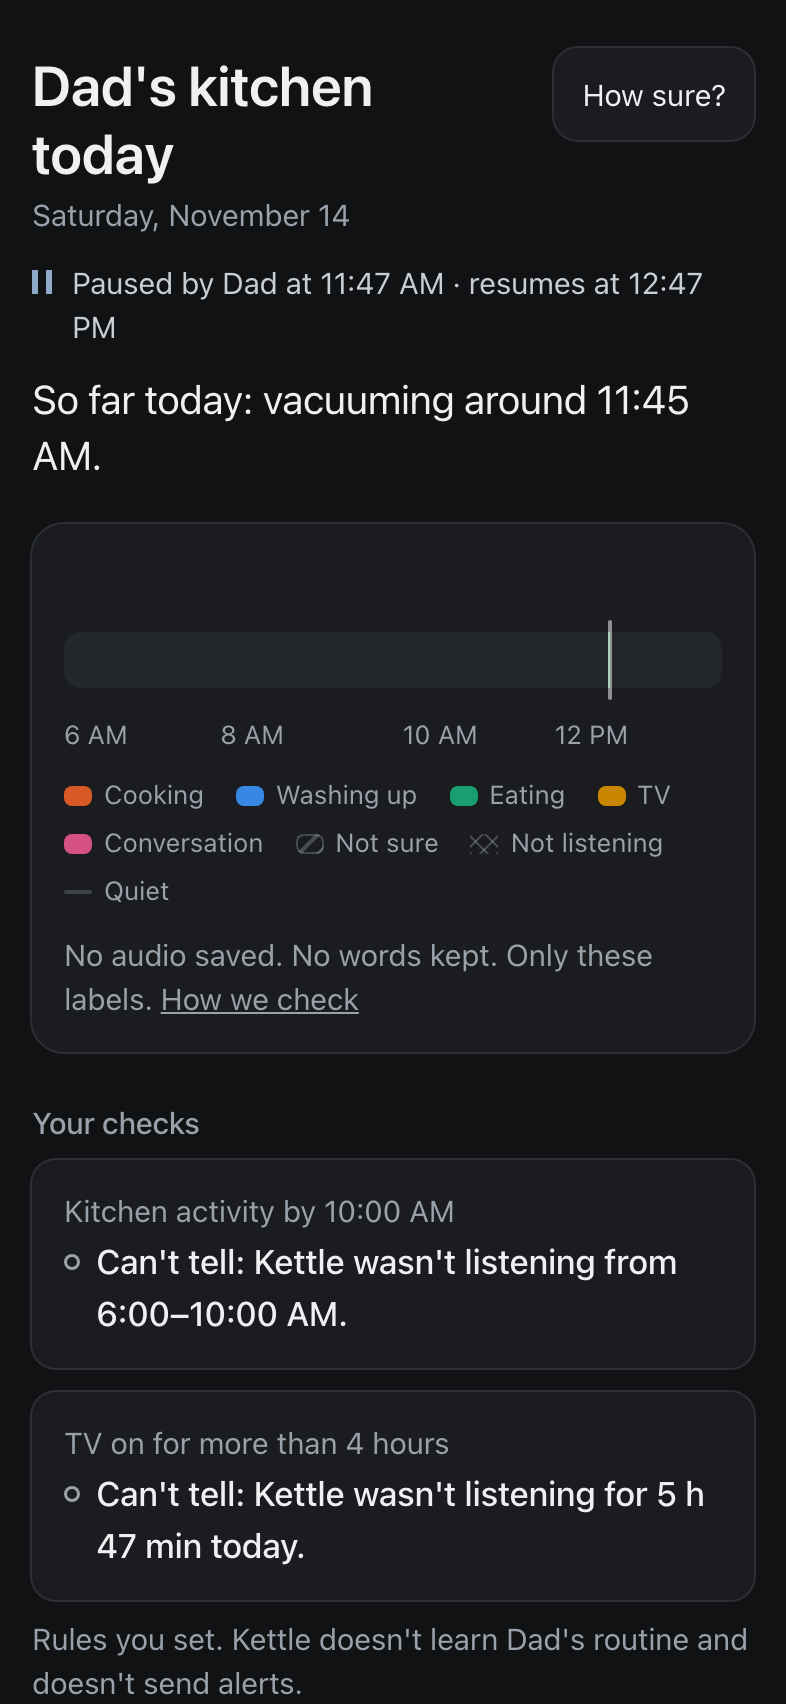 Dad's kitchen
today
How sure?
Saturday, November 14
Paused by Dad at 11:47 AM · resumes at 12:47
PM
So far today: vacuuming around 11:45
AM.
6 AM 8 AM 10 AM 12 PM
Cooking Washing up Eating TV
Conversation Not sure Not listening
Quiet
No audio saved. No words kept. Only these
labels. How we check
Your checks
Kitchen activity by 10:00 AM
Can't tell: Kettle wasn't listening from
6:00–10:00 AM.
TV on for more than 4 hours
Can't tell: Kettle wasn't listening for 5 h
47 min today.
Rules you set. Kettle doesn't learn Dad's routine and
doesn't send alerts.